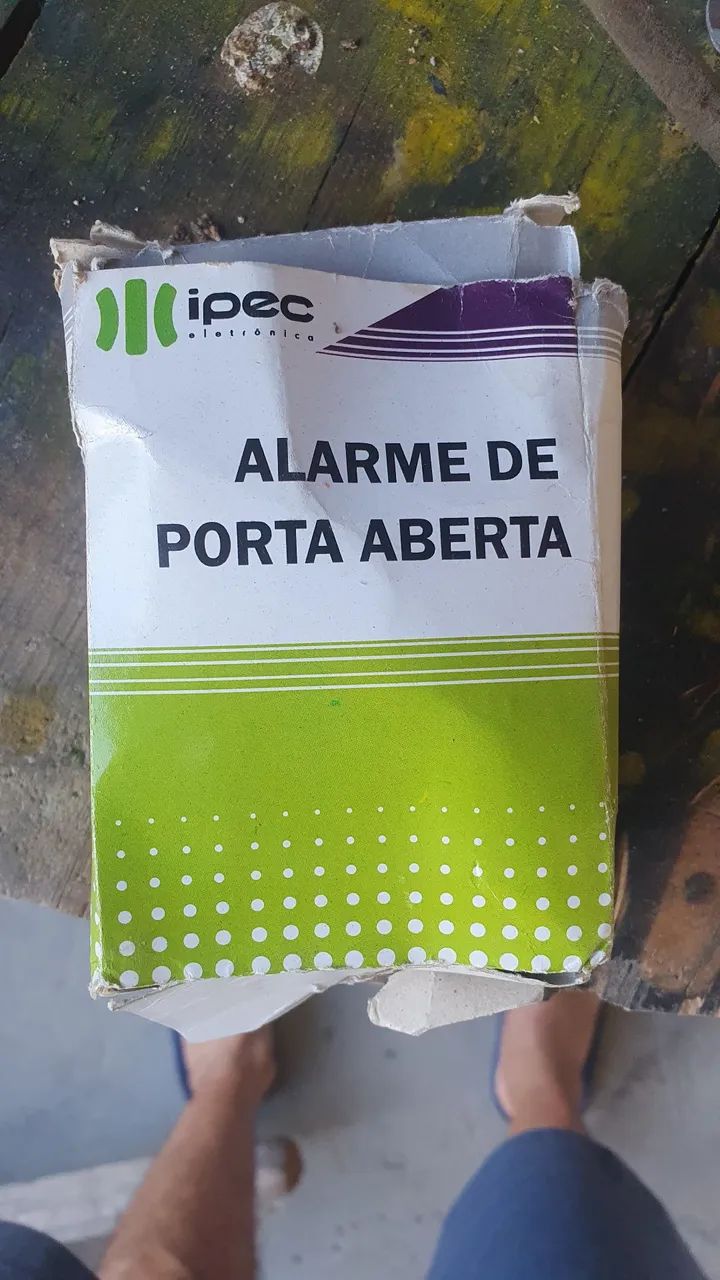 ipec
eletrônica
ALARME DE
PORTA ABERTA